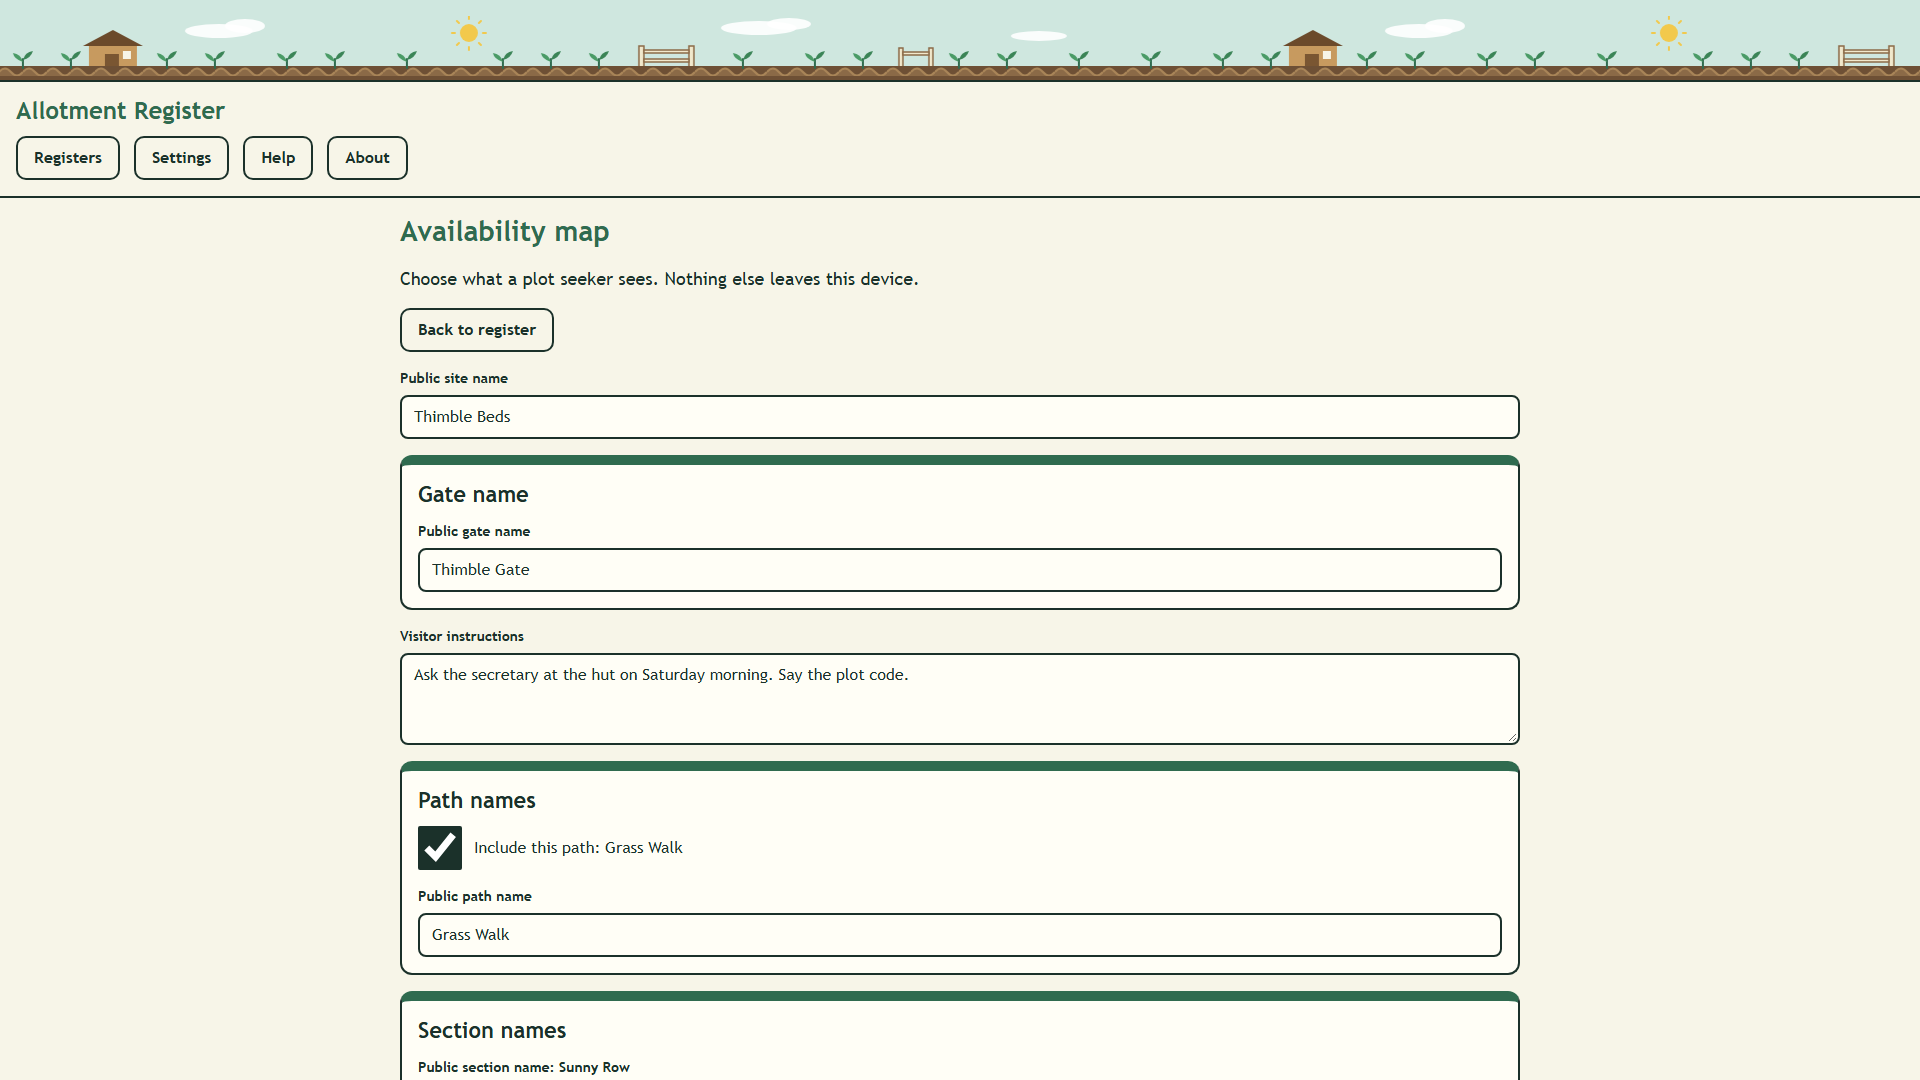 Allotment Register
Registers
Settings
Help
About
Availability map
Choose what a plot seeker sees. Nothing else leaves this device.
Back to register
Public site name
Thimble Beds
Gate name
Public gate name
Thimble Gate
Visitor instructions
Ask the secretary at the hut on Saturday morning. Say the plot code.
Path names
Include this path: Grass Walk
Public path name
Grass Walk
Section names
Public section name: Sunny Row